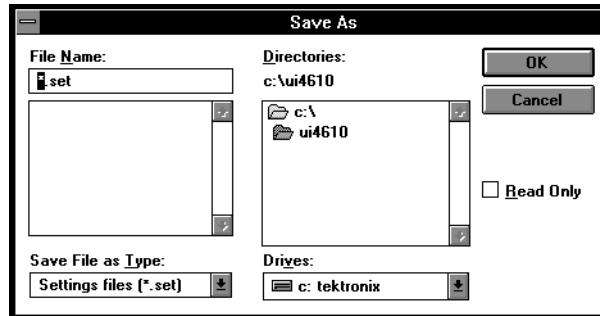 Save As
File Name:
*.set
Directories:
c:\ui4610
c:\
ui4610
OK
Cancel
Read Only
Save File as Type:
Settings files (*.set)
Drives:
c: tektronix